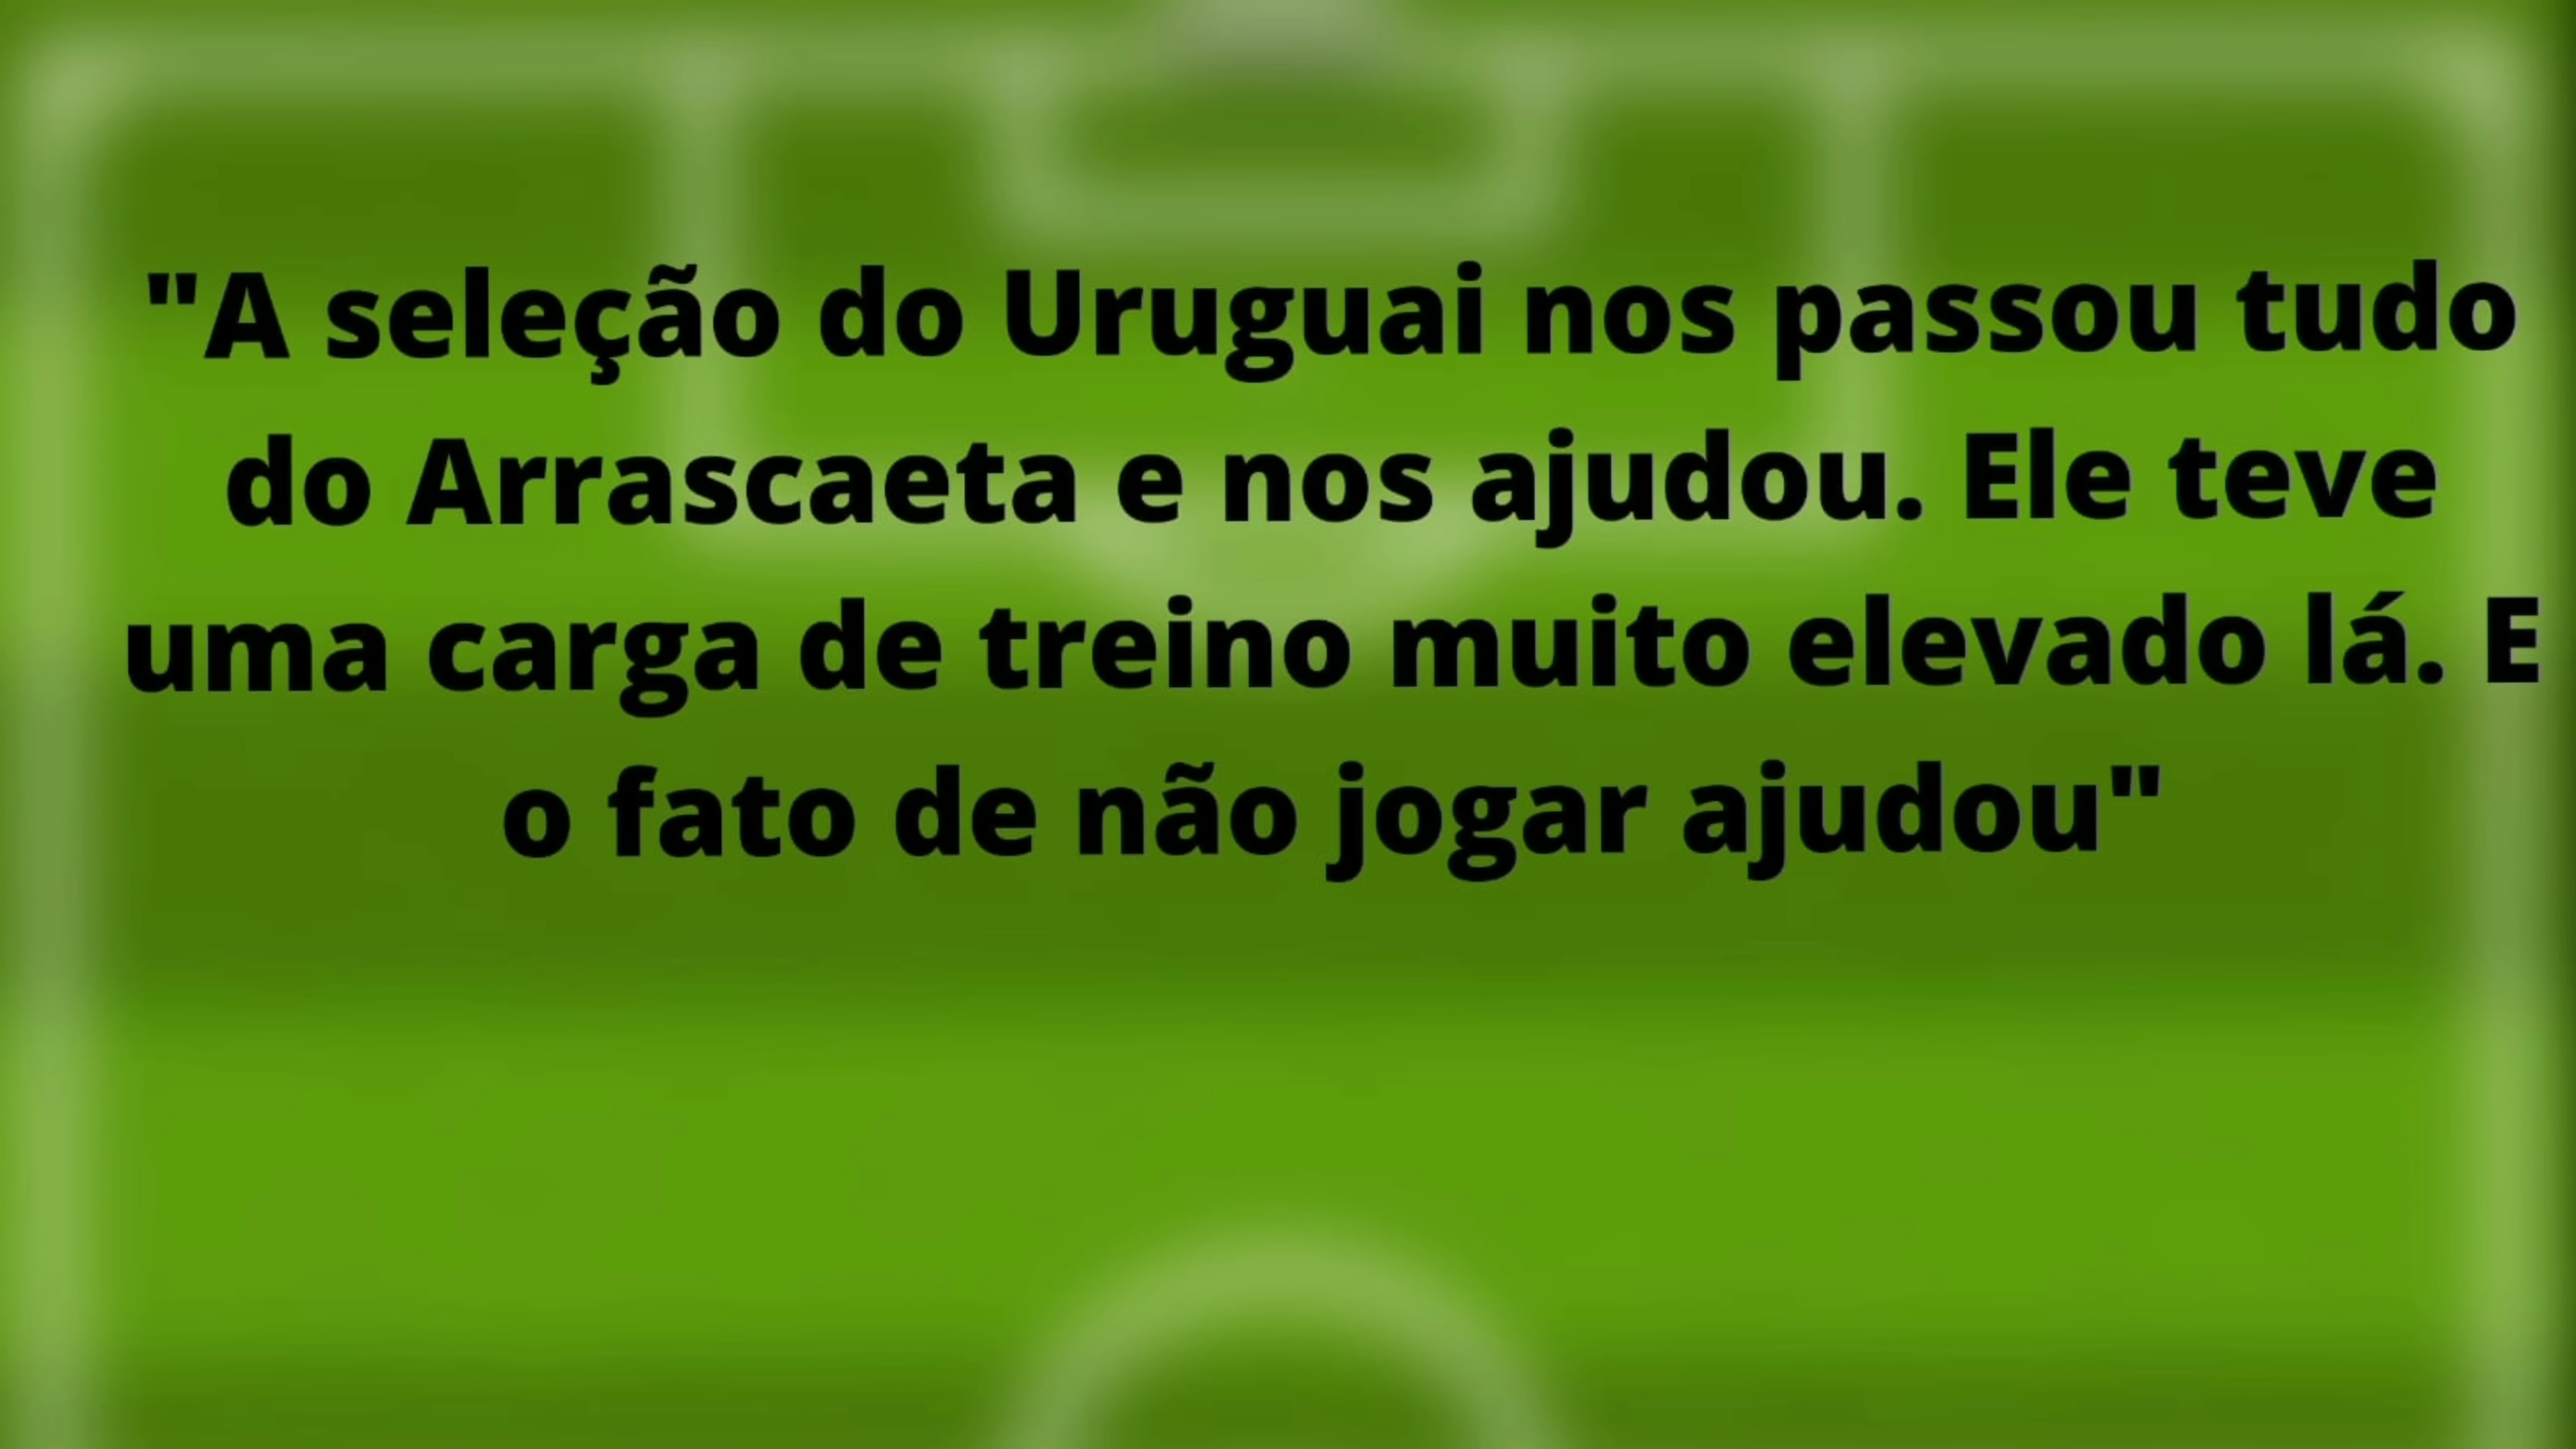 "A seleção do Uruguai nos passou tudo
do Arrascaeta e nos ajudou. Ele teve
uma carga de treino muito elevado lá. E
o fato de não jogar ajudou"